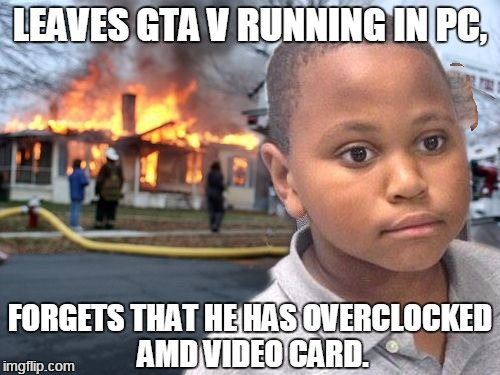 LEAVES GTA V RUNNING IN PC,
FORGETS THAT HE HAS OVERCLOCKED
AMD VIDEO CARD.
imgflip.com